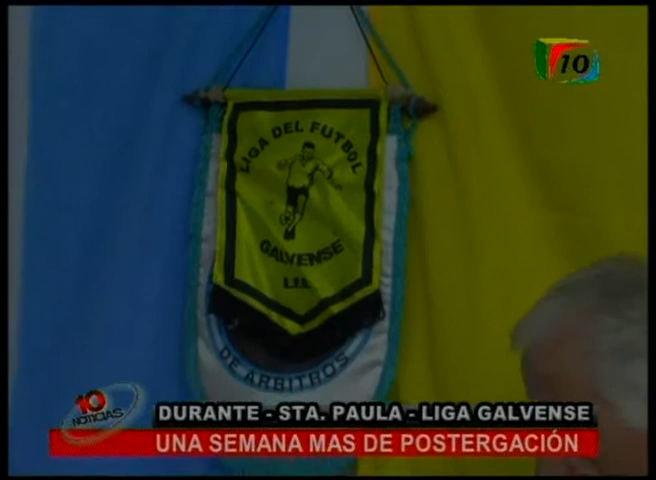 10
LIGA DEL FUTBOL
GALVENSE
DE ARBITROS
10
NOTICIAS
DURANTE - STA. PAULA - LIGA GALVENSE
UNA SEMANA MAS DE POSTERGACIÓN